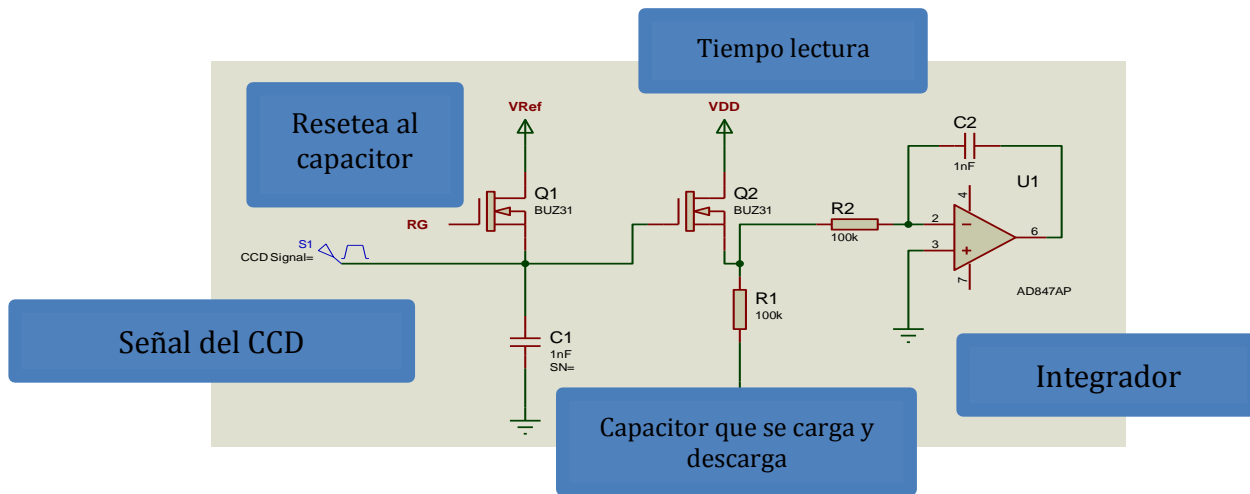 Tiempo lectura
Resetea al
capacitor
VRef
VDD
C2
1nF
U1
4
Q1
BUZ31
Q2
BUZ31
RG
R2
100k
2
3
6
7
S1
CCD Signal=
AD847AP
R1
100k
Señal del CCD
C1
1nF
SN=
Integrador
Capacitor que se carga y
descarga